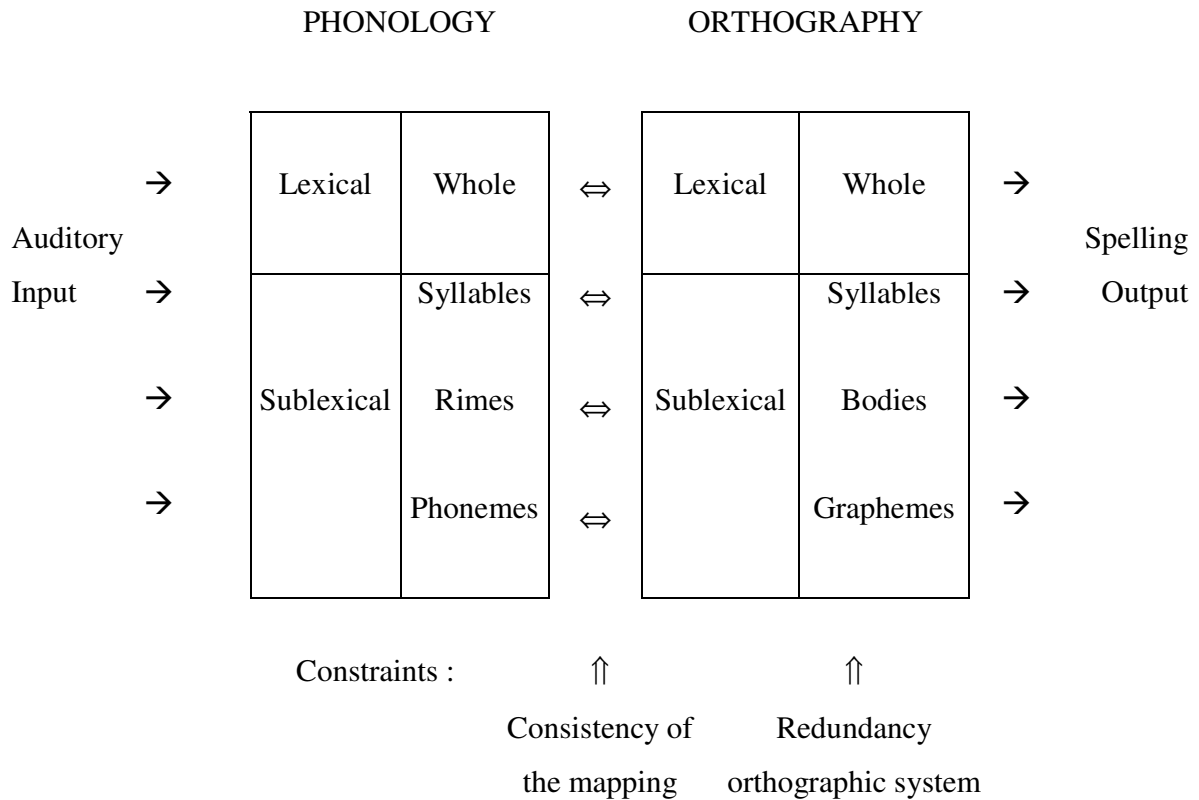 PHONOLOGY ORTHOGRAPHY
→ Lexical Whole ⇔ Lexical Whole →
Auditory Spelling
Input → Syllables ⇔ Syllables → Output
→ Sublexical Rimes ⇔ Sublexical Bodies →
→ Phonemes ⇔ Graphemes →
Constraints : ⇑ ⇑
Consistency of Redundancy
the mapping orthographic system